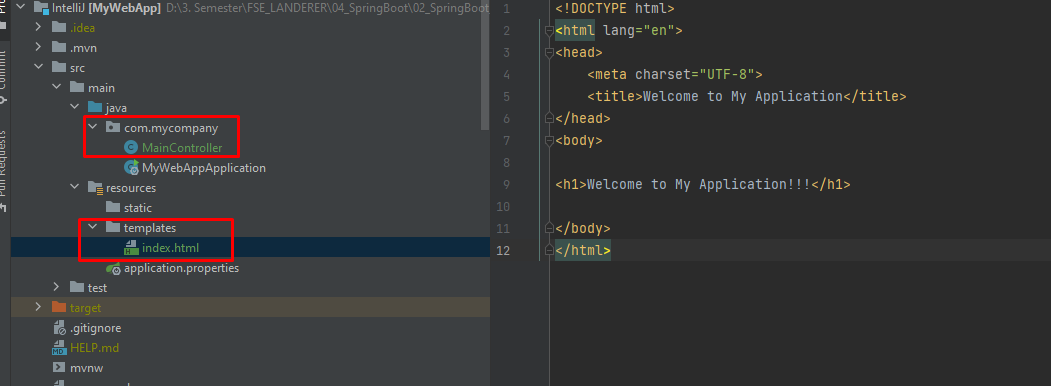 IntelliJ [MyWebApp] D:\3. Semester\FSE_LANDERER\04_SpringBoot\02_SpringBoot
.idea
.mvn
src
main
java
com.mycompany
MainController
MyWebAppApplication
resources
static
templates
index.html
application.properties
test
target
.gitignore
HELP.md
mvnw
Commit
Pull Requests
1 <!DOCTYPE html>
2 <html lang="en">
3 <head>
4 <meta charset="UTF-8">
5 <title>Welcome to My Application</title>
6 </head>
7 <body>
8
9 <h1>Welcome to My Application!!!</h1>
10
11 </body>
12 </html>